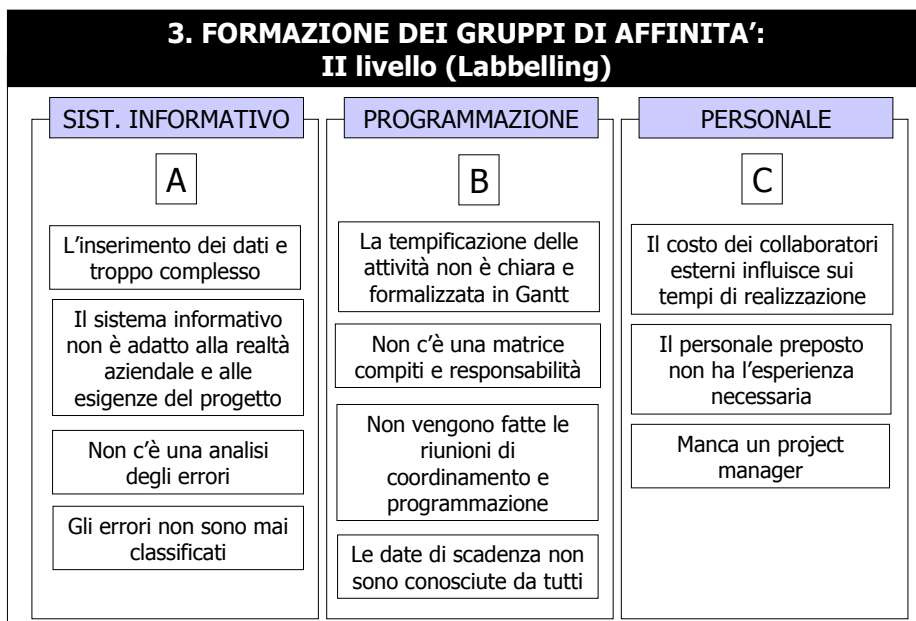 3. FORMAZIONE DEI GRUPPI DI AFFINITA’:
II livello (Labbelling)
SIST. INFORMATIVO
A
L’inserimento dei dati e
troppo complesso
Il sistema informativo
non è adatto alla realtà
aziendale e alle
esigenze del progetto
Non c’è una analisi
degli errori
Gli errori non sono mai
classificati
PROGRAMMAZIONE
B
La tempificazione delle
attività non è chiara e
formalizzata in Gantt
Non c’è una matrice
compiti e responsabilità
Non vengono fatte le
riunioni di
coordinamento e
programmazione
Le date di scadenza non
sono conosciute da tutti
PERSONALE
C
Il costo dei collaboratori
esterni influisce sui
tempi di realizzazione
Il personale preposto
non ha l’esperienza
necessaria
Manca un project
manager